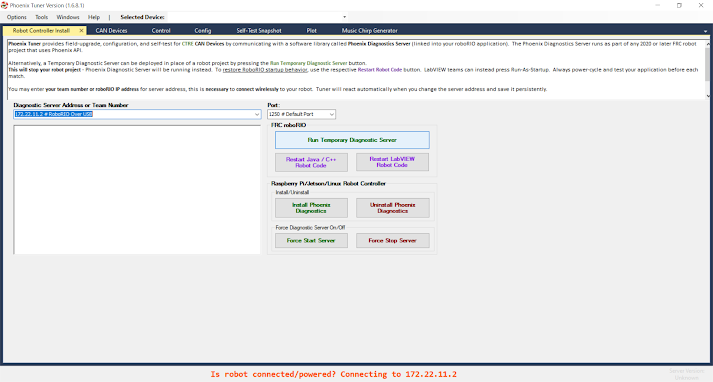 Phoenix Tuner Version (1.6.8.1)
Options Tools Windows Help Selected Device:
Robot Controller Install CAN Devices Control Config Self-Test Snapshot Plot Music Chirp Generator
Phoenix Tuner provides field-upgrade, configuration, and self-test for CTRE CAN Devices by communicating with a software library called Phoenix Diagnostics Server (linked into your roboRIO application). The Phoenix Diagnostics Server runs as part of any 2020 or later FRC robot
project that uses Phoenix API.
Alternatively, a Temporary Diagnostic Server can be deployed in place of a robot project by pressing the Run Temporary Diagnostic Server button.
This will stop your robot project - Phoenix Diagnostic Server will be running instead. To restore RoboRIO startup behavior, use the respective Restart Robot Code button. LabVIEW teams can instead press Run-As-Startup. Always power-cycle and test your application before each
match.
You may enter your team number or roboRIO IP address for server address, this is necessary to connect wirelessly to your robot. Tuner will react automatically when you change the server address and save it persistently.
Diagnostic Server Address or Team Number
172.22.11.2 # RoboRIO Over USB
Port:
1250 # Default Port
FRC roboRIO
Run Temporary Diagnostic Server
Restart Java / C++
Robot Code
Restart LabVIEW
Robot Code
Raspberry Pi/Jetson/Linux Robot Controller
Install/Uninstall
Install Phoenix
Diagnostics
Uninstall Phoenix
Diagnostics
Force Diagnostic Server On/Off
Force Start Server
Force Stop Server
Is robot connected/powered? Connecting to 172.22.11.2
Server Version